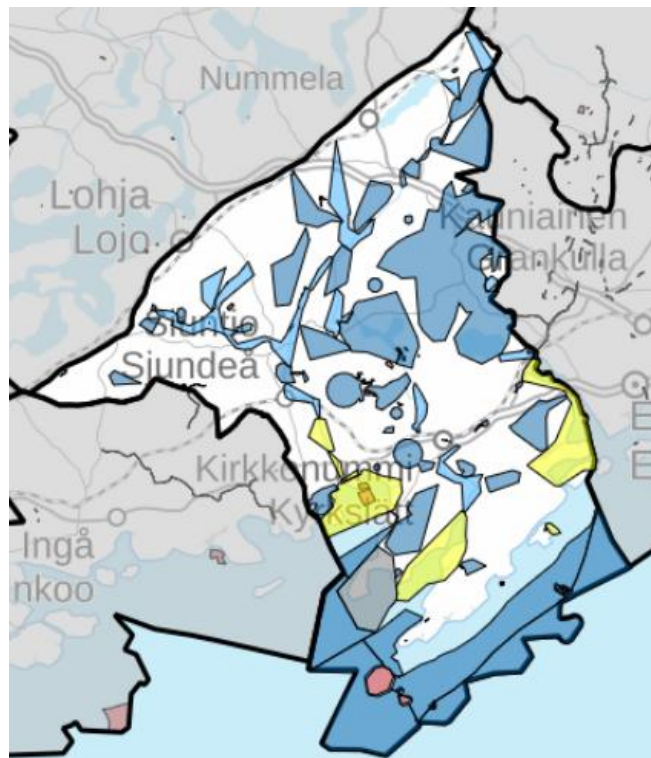 Nummela
Lohja
Lojo
Kauniainen
Grankulla
Siuntio
Sjundeå
E
E
Kirkkonummi
Kyrkslätt
Ingå
nkoo